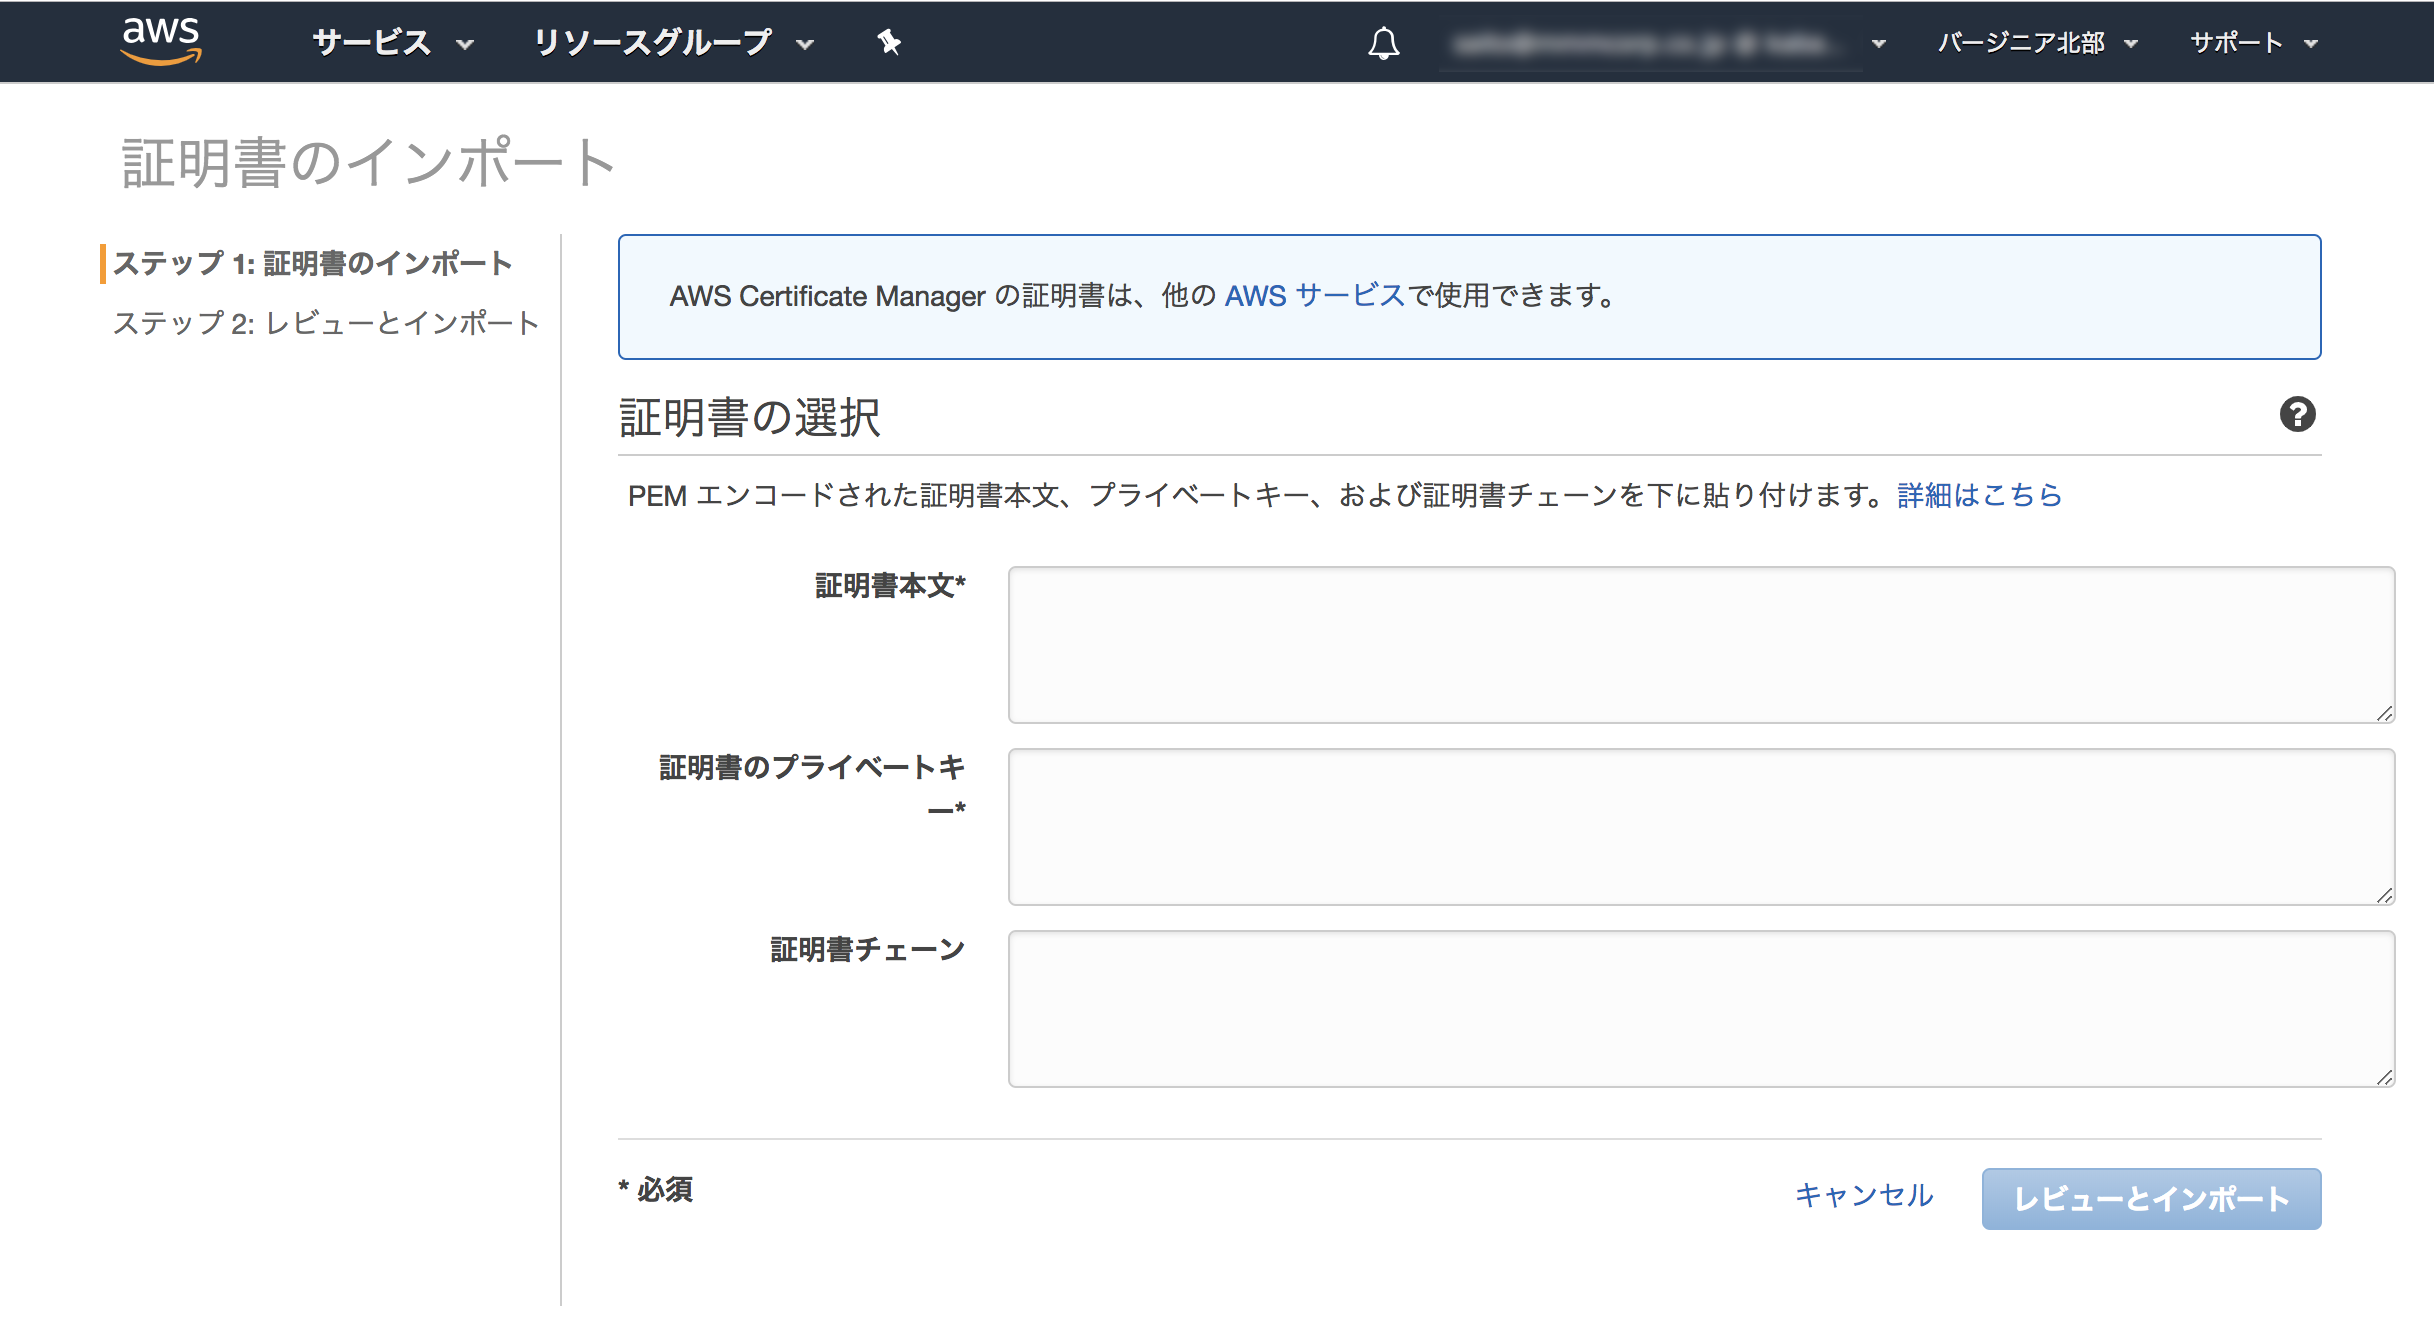 aws サービス リソースグループ バージニア北部 サポート
証明書のインポート
ステップ 1: 証明書のインポート
ステップ 2: レビューとインポート
AWS Certificate Manager の証明書は、他の AWS サービスで使用できます。
証明書の選択
PEM エンコードされた証明書本文、プライベートキー、および証明書チェーンを下に貼り付けます。詳細はこちら
証明書本文*
証明書のプライベートキ
ー*
証明書チェーン
* 必須
キャンセル レビューとインポート